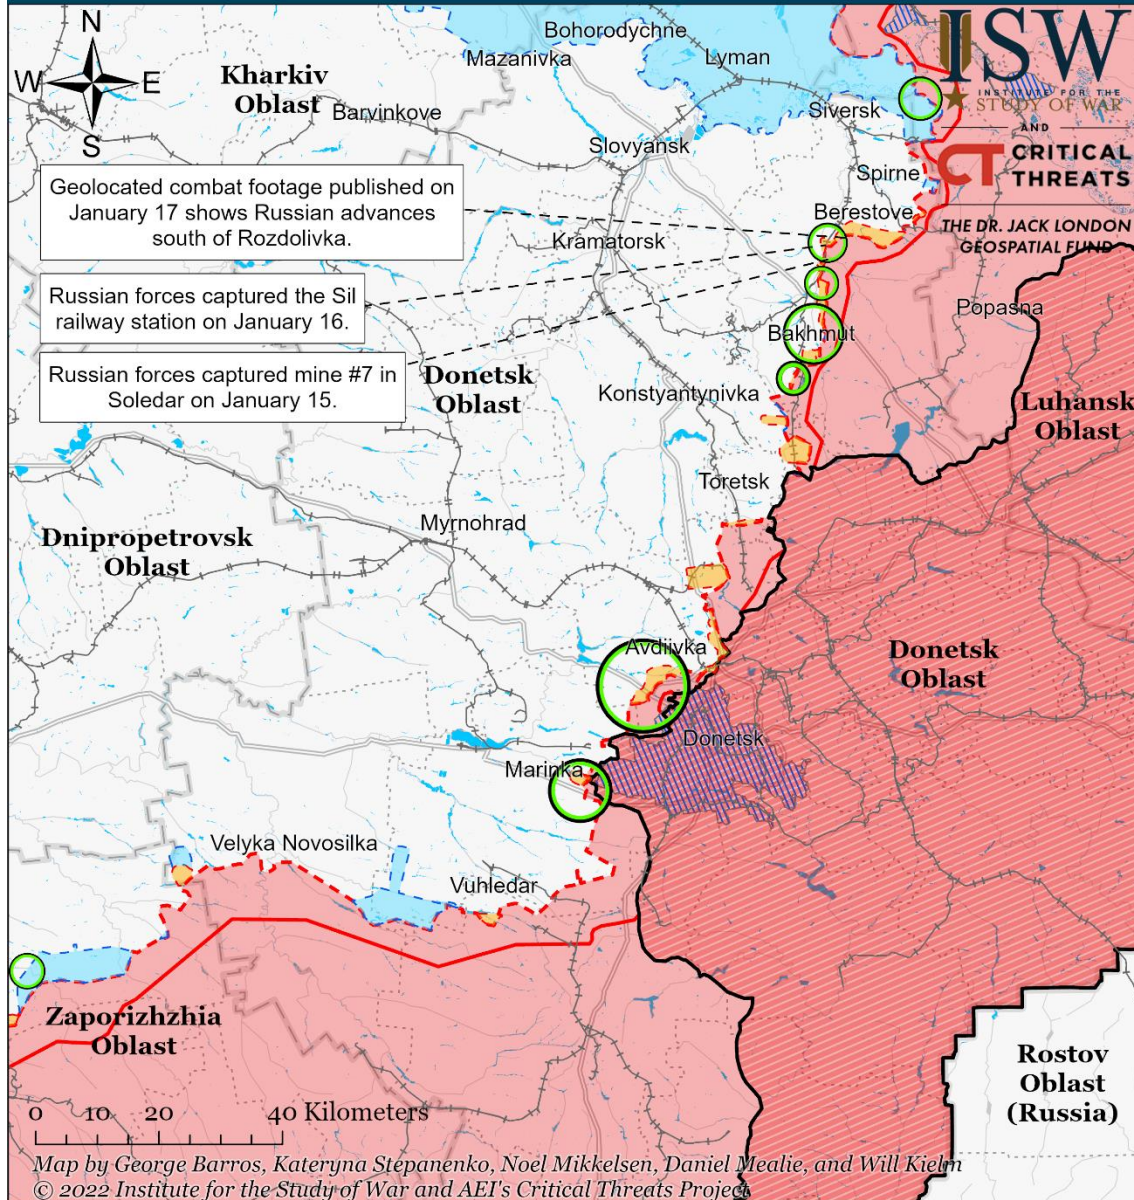 N
W
E
S
Bohorodychne
Mazanivka
Lyman
Kharkiv
Oblast
Barvinkove
Siversk
Slovyansk
Spirne
Berestove
Kramatorsk
ISW
INSTITUTE FOR THE
STUDY OF WAR
AND
CT
CRITICAL
THREATS
THE DR. JACK LONDON
GEOSPATIAL FUND
Geolocated combat footage published on
January 17 shows Russian advances
south of Rozdolivka.
Russian forces captured the Sil
railway station on January 16.
Russian forces captured mine #7 in
Soledar on January 15.
Popasna
Bakhmut
Donetsk
Oblast
Konstyantynivka
Luhansk
Oblast
Toretsk
Myrnohrad
Dnipropetrovsk
Oblast
Avdiivka
Donetsk
Oblast
Donetsk
Marinka
Velyka Novosilka
Vuhledar
Zaporizhzhia
Oblast
Rostov
Oblast
(Russia)
0 10 20 40 Kilometers
Map by George Barros, Kateryna Stepanenko, Noel Mikkelsen, Daniel Mealie, and Will Kielm
© 2022 Institute for the Study of War and AEI's Critical Threats Project